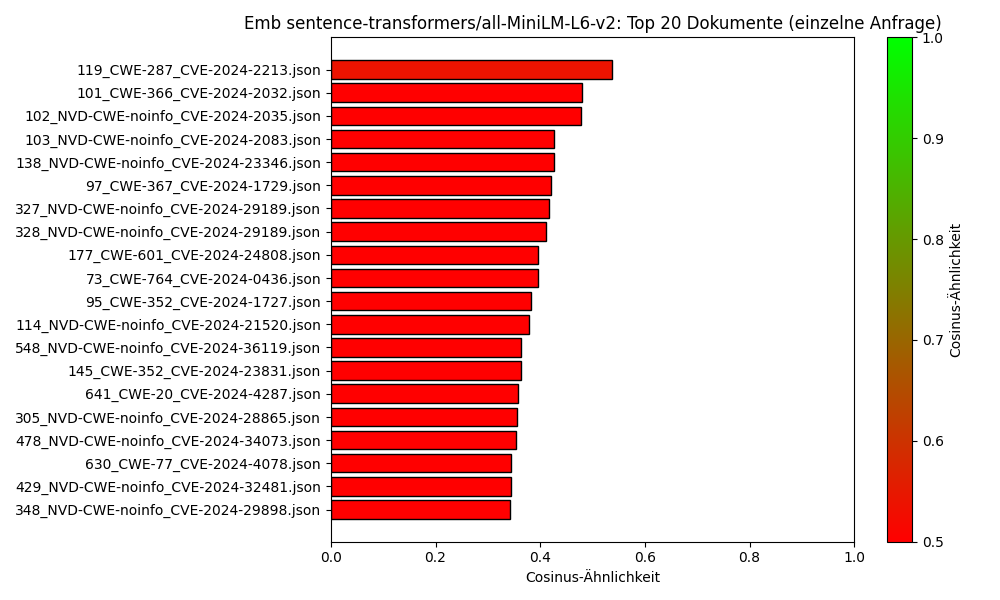 Emb sentence-transformers/all-MiniLM-L6-v2: Top 20 Dokumente (einzelne Anfrage)
119_CWE-287_CVE-2024-2213.json
101_CWE-366_CVE-2024-2032.json
102_NVD-CWE-noinfo_CVE-2024-2035.json
103_NVD-CWE-noinfo_CVE-2024-2083.json
138_NVD-CWE-noinfo_CVE-2024-23346.json
97_CWE-367_CVE-2024-1729.json
327_NVD-CWE-noinfo_CVE-2024-29189.json
328_NVD-CWE-noinfo_CVE-2024-29189.json
177_CWE-601_CVE-2024-24808.json
73_CWE-764_CVE-2024-0436.json
95_CWE-352_CVE-2024-1727.json
114_NVD-CWE-noinfo_CVE-2024-21520.json
548_NVD-CWE-noinfo_CVE-2024-36119.json
145_CWE-352_CVE-2024-23831.json
641_CWE-20_CVE-2024-4287.json
305_NVD-CWE-noinfo_CVE-2024-28865.json
478_NVD-CWE-noinfo_CVE-2024-34073.json
630_CWE-77_CVE-2024-4078.json
429_NVD-CWE-noinfo_CVE-2024-32481.json
348_NVD-CWE-noinfo_CVE-2024-29898.json
0.0 0.2 0.4 0.6 0.8 1.0
Cosinus-Ähnlichkeit
1.0
0.9
0.8
0.7
0.6
0.5
Cosinus-Ähnlichkeit